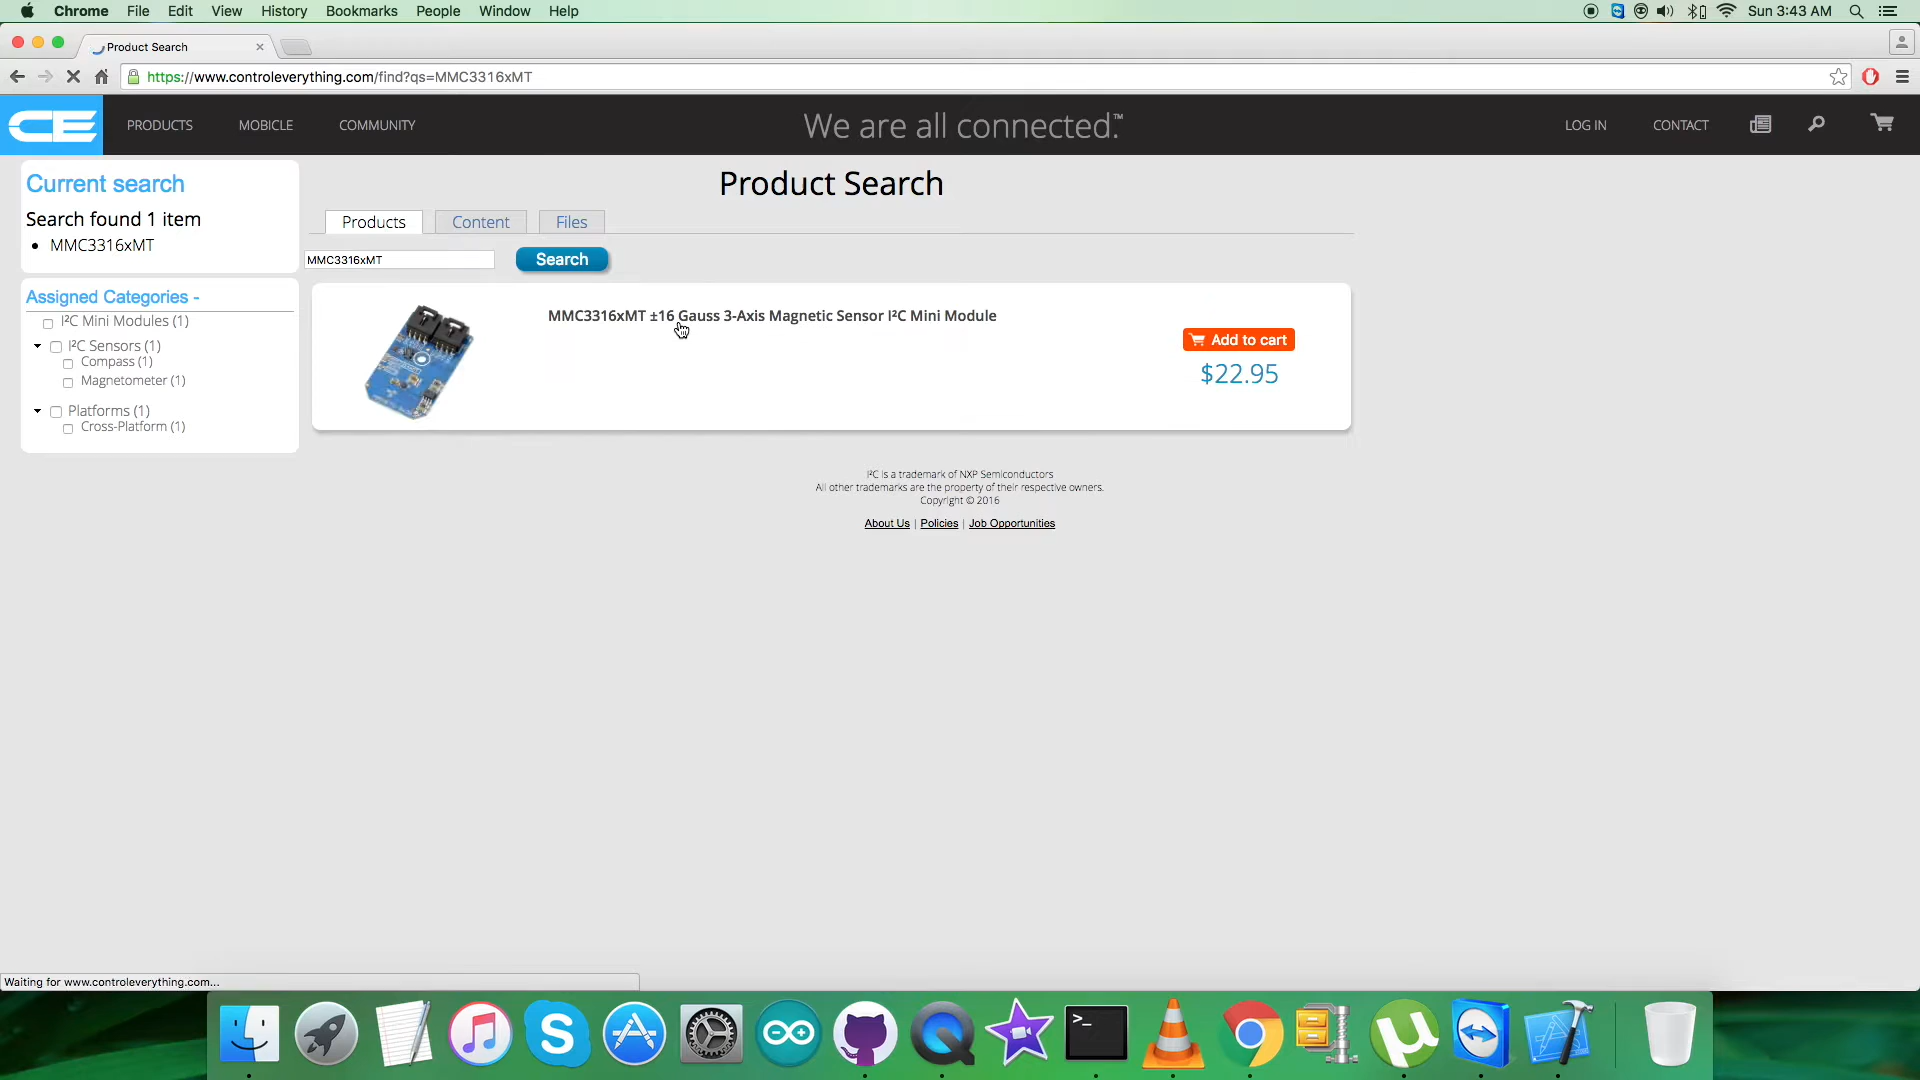 Chrome File Edit View History Bookmarks People Window Help Sun 3:43 AM
Product Search
https://www.controleverything.com/find?qs=MMC3316xMT
CE PRODUCTS MOBICLE COMMUNITY We are all connected.™ LOG IN CONTACT
Current search
Search found 1 item
MMC3316xMT
Assigned Categories -
I²C Mini Modules (1)
I²C Sensors (1)
Compass (1)
Magnetometer (1)
Platforms (1)
Cross-Platform (1)
Product Search
Products Content Files
MMC3316xMT Search
MMC3316xMT ±16 Gauss 3-Axis Magnetic Sensor I²C Mini Module
Add to cart
$22.95
I²C is a trademark of NXP Semiconductors
All other trademarks are the property of their respective owners.
Copyright © 2016
About Us | Policies | Job Opportunities
Waiting for www.controleverything.com...